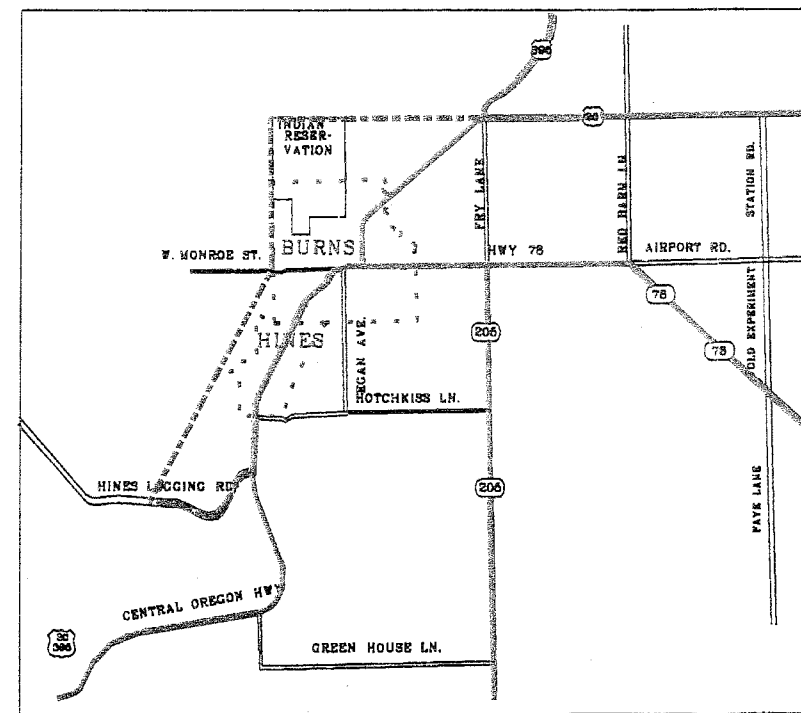 395
INDIAN
RESER-
VATION
20
FRY LANE
RED BARN LN
STATION RD.
W. MONROE ST.
BURNS
HWY 78
AIRPORT RD.
78
78
OLD EXPERIMENT
HINES
EGAN AVE.
205
HOTCHKISS LN.
HINES LOGGING RD.
205
FAYE LANE
CENTRAL OREGON HWY
20
395
GREEN HOUSE LN.